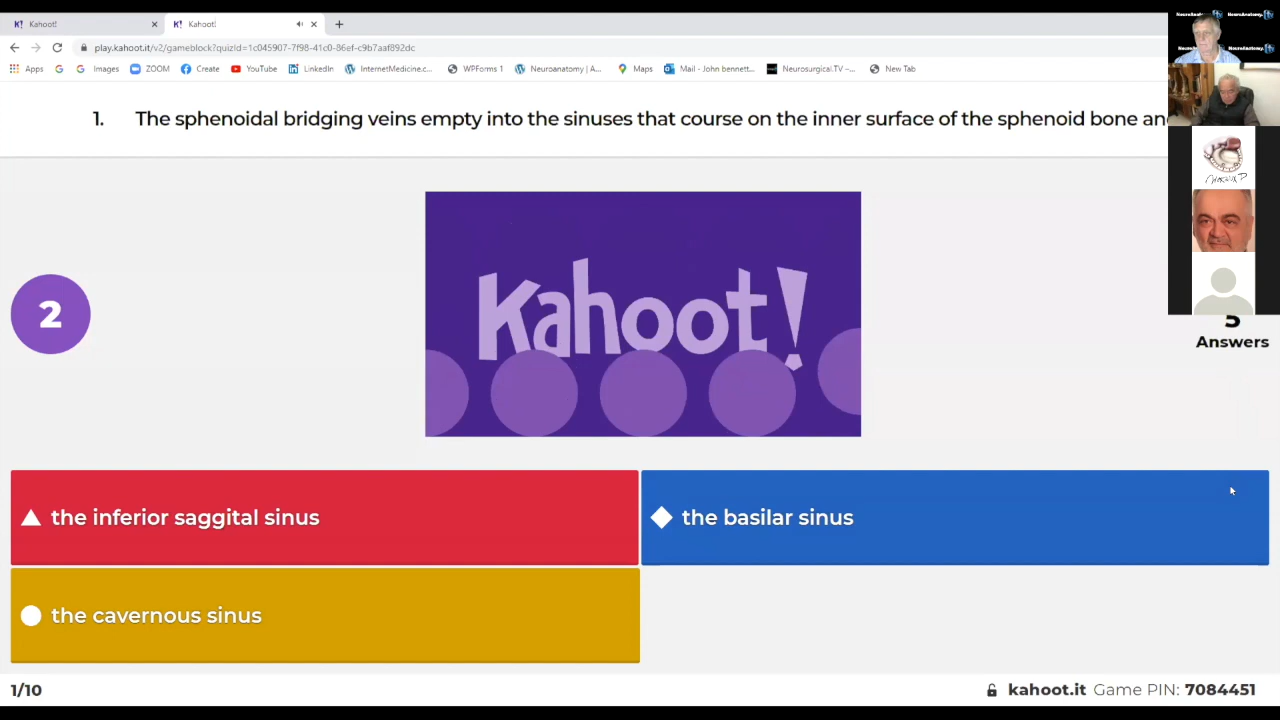 Kahoot!
Kahoot!
play.kahoot.it/v2/gameblock?quizId=1c045907-7f98-41c0-86ef-c9b7aaf892dc
Apps Images ZOOM Create YouTube LinkedIn InternetMedicine.c... WPForms 1 Neuroanatomy | A... Maps Mail - John bennett... Neurosurgical.TV –... New Tab
1. The sphenoidal bridging veins empty into the sinuses that course on the inner surface of the sphenoid bone an
Kahoot!
2
5
Answers
the inferior saggital sinus
the basilar sinus
the cavernous sinus
1/10
kahoot.it Game PIN: 7084451